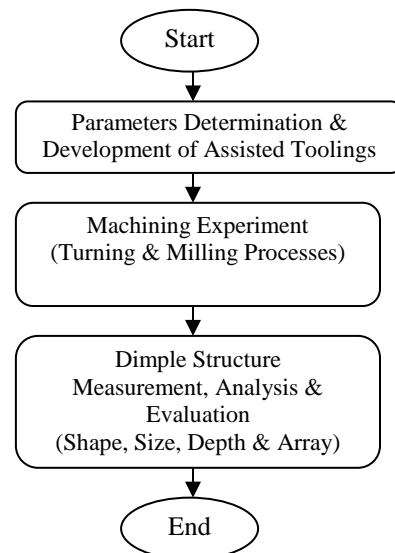 Start
Parameters Determination &
Development of Assisted Toolings
Machining Experiment
(Turning & Milling Processes)
Dimple Structure
Measurement, Analysis &
Evaluation
(Shape, Size, Depth & Array)
End